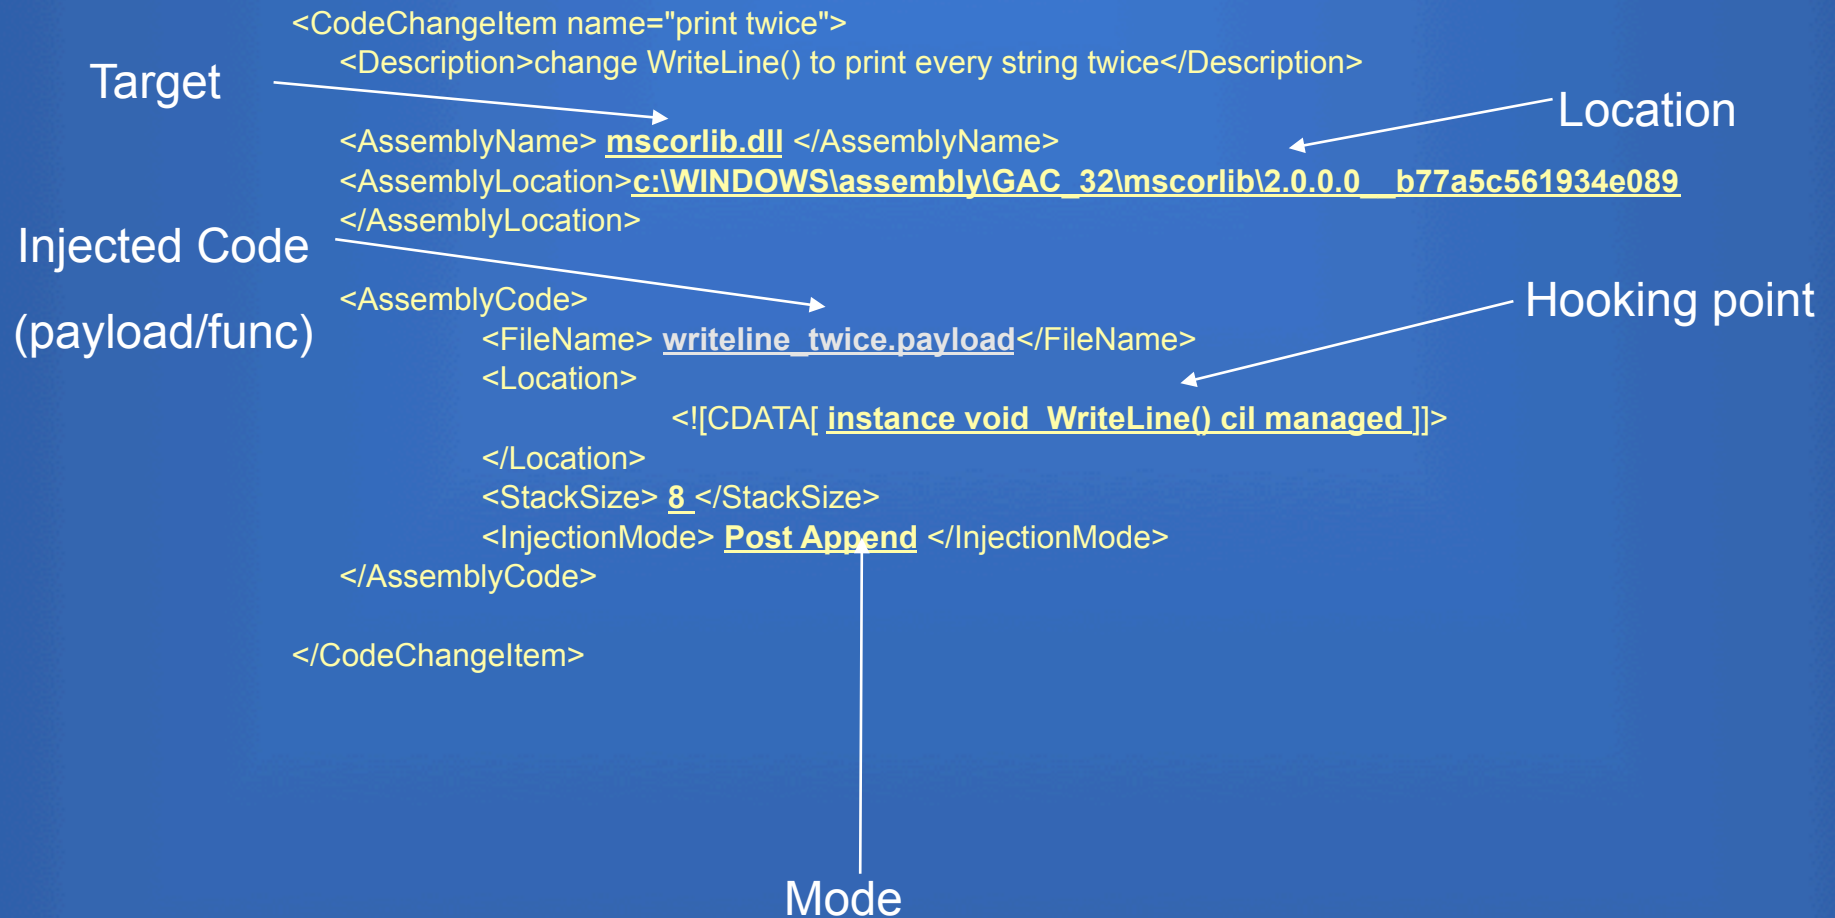 <CodeChangeItem name="print twice">
<Description>change WriteLine() to print every string twice</Description>
Target
Location
<AssemblyName> mscorlib.dll </AssemblyName>
<AssemblyLocation>c:\WINDOWS\assembly\GAC_32\mscorlib\2.0.0.0__b77a5c561934e089
</AssemblyLocation>
Injected Code
(payload/func)
<AssemblyCode>
Hooking point
<FileName> writeline_twice.payload</FileName>
<Location>
<![CDATA[ instance void  WriteLine() cil managed ]]>
</Location>
<StackSize> 8 </StackSize>
<InjectionMode> Post Append </InjectionMode>
</AssemblyCode>
</CodeChangeItem>
Mode